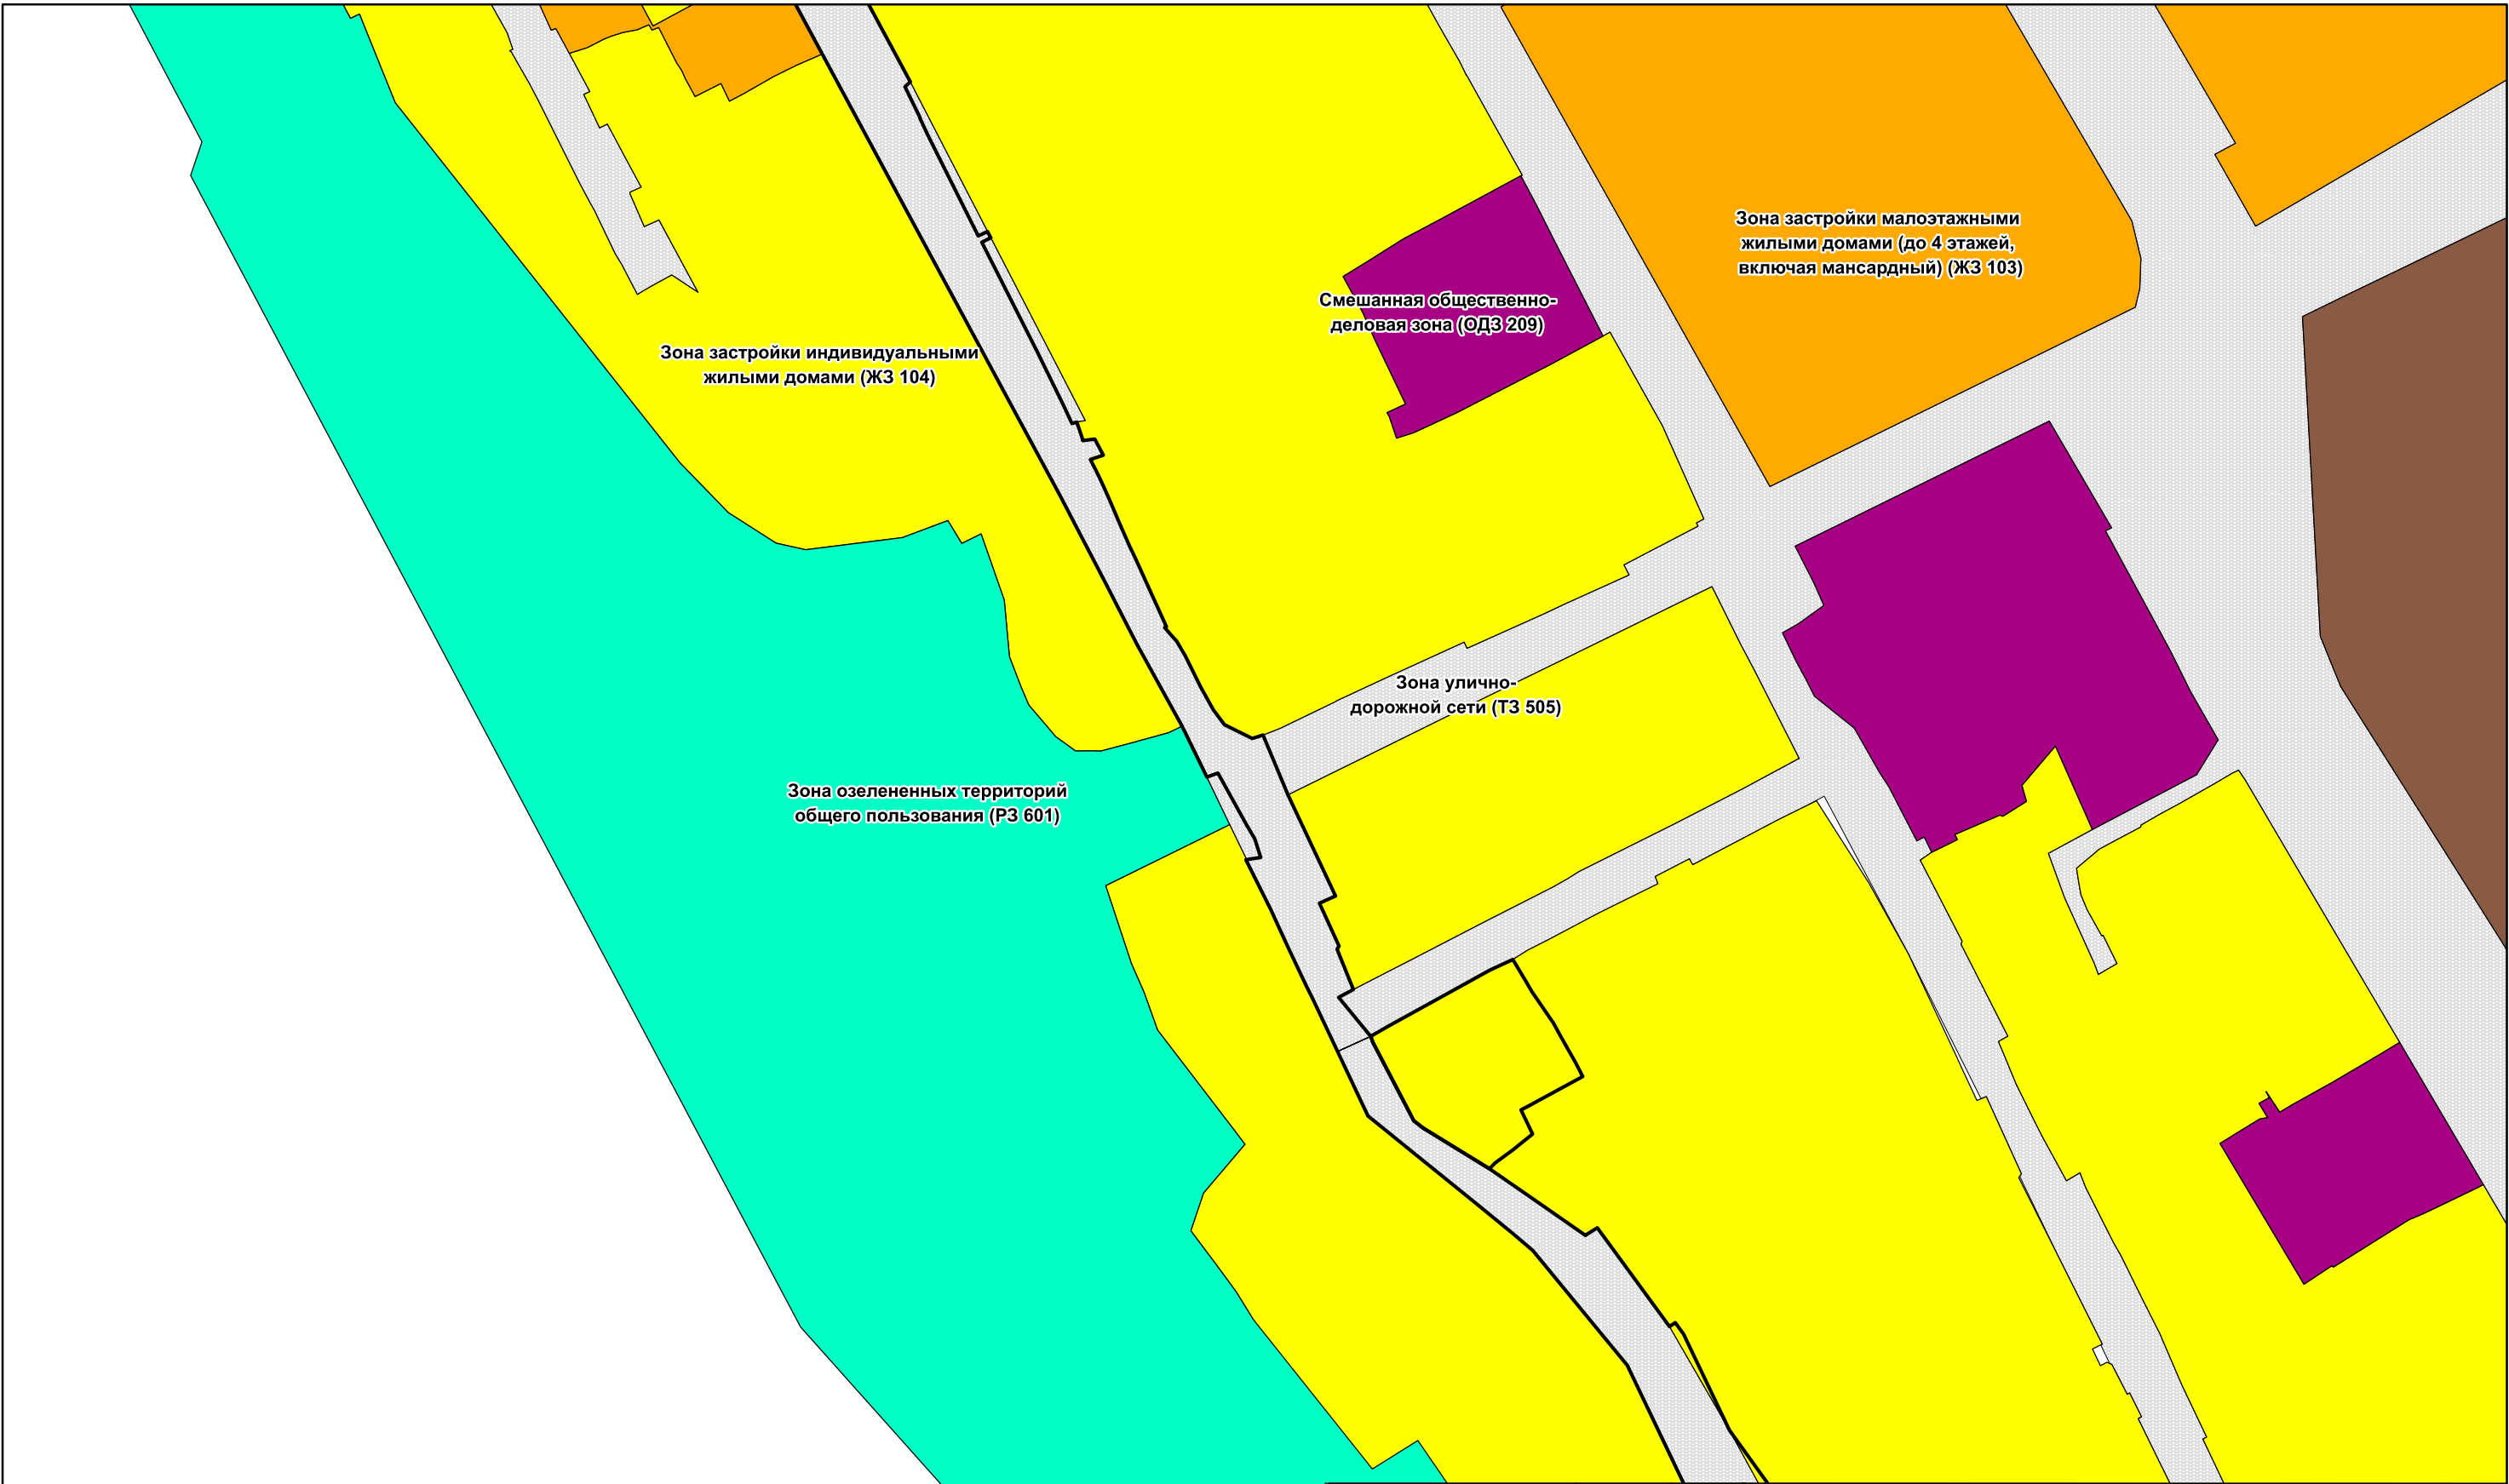 Зона застройки малоэтажными
жилыми домами (до 4 этажей,
включая мансардный) (ЖЗ 103)
Смешанная общественно-
деловая зона (ОДЗ 209)
Зона застройки индивидуальными
жилыми домами (ЖЗ 104)
Зона улично-
дорожной сети (ТЗ 505)
Зона озелененных территорий
общего пользования (РЗ 601)